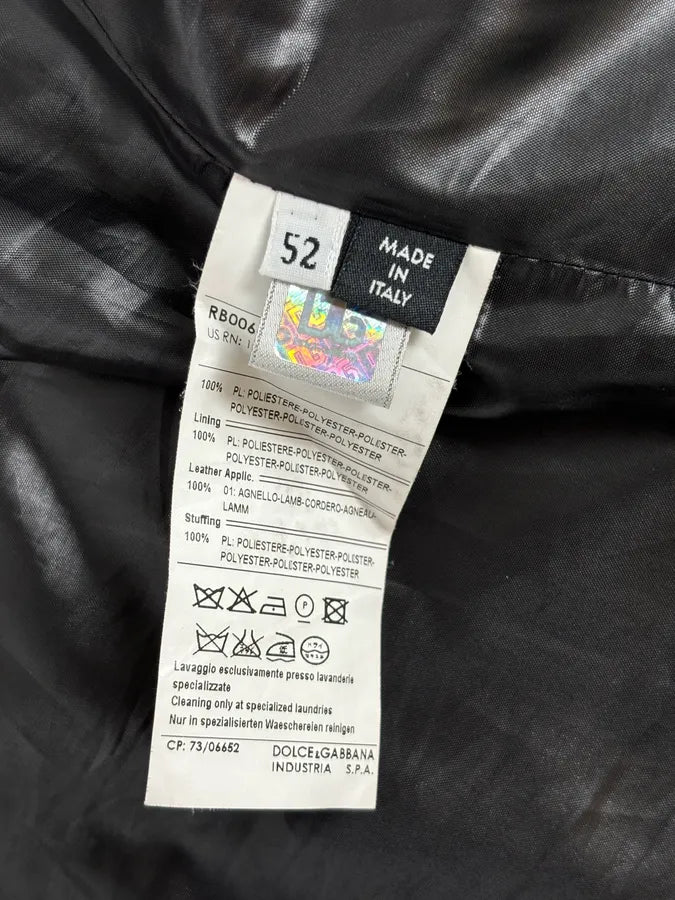 52
MADE
IN
ITALY
DG
RB006
US RN: 1
100% PL: POLIESTERE-POLYESTER-POLIESTER-
POLYESTER-POLIESTER-POLYESTER
Lining
100% PL: POLIESTERE-POLYESTER-POLIESTER-
POLYESTER-POLIESTER-POLYESTER
Leather Applic.
100% 01: AGNELLO-LAMB-CORDERO-AGNEAU-
LAMM
Stuffing
100% PL: POLIESTERE-POLYESTER-POLIESTER-
POLYESTER-POLIESTER-POLYESTER
P
Lavaggio esclusivamente presso lavanderie
specializzate
Cleaning only at specialized laundries
Nur in spezialisierten Waeschereien reinigen
CP: 73/06652
DOLCE&GABBANA
INDUSTRIA S.P.A.